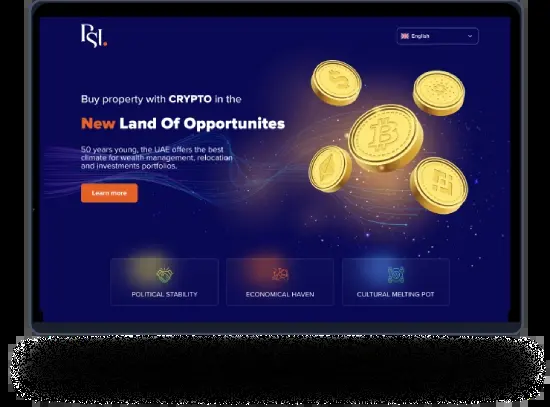 PSI.
English
Buy property with CRYPTO in the
New Land Of Opportunites
50 years young, the UAE offers the best
climate for wealth management, relocation
and investments portfolios.
Learn more
POLITICAL STABILITY
ECONOMICAL HAVEN
CULTURAL MELTING POT